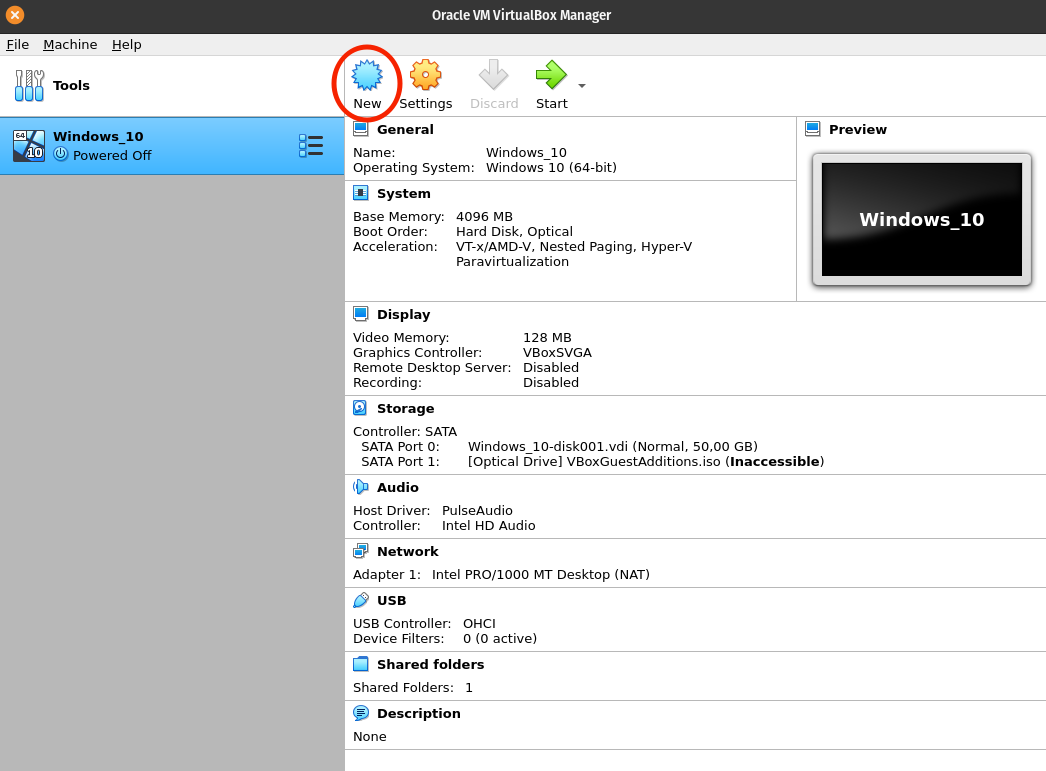 Oracle VM VirtualBox Manager
File Machine Help
Tools
New Settings Discard Start
64
10
Windows_10
Powered Off
General
Name: Windows_10
Operating System: Windows 10 (64-bit)
Preview
Windows_10
System
Base Memory: 4096 MB
Boot Order: Hard Disk, Optical
Acceleration: VT-x/AMD-V, Nested Paging, Hyper-V
Paravirtualization
Display
Video Memory: 128 MB
Graphics Controller: VBoxSVGA
Remote Desktop Server: Disabled
Recording: Disabled
Storage
Controller: SATA
SATA Port 0: Windows_10-disk001.vdi (Normal, 50,00 GB)
SATA Port 1: [Optical Drive] VBoxGuestAdditions.iso (Inaccessible)
Audio
Host Driver: PulseAudio
Controller: Intel HD Audio
Network
Adapter 1: Intel PRO/1000 MT Desktop (NAT)
USB
USB Controller: OHCI
Device Filters: 0 (0 active)
Shared folders
Shared Folders: 1
Description
None